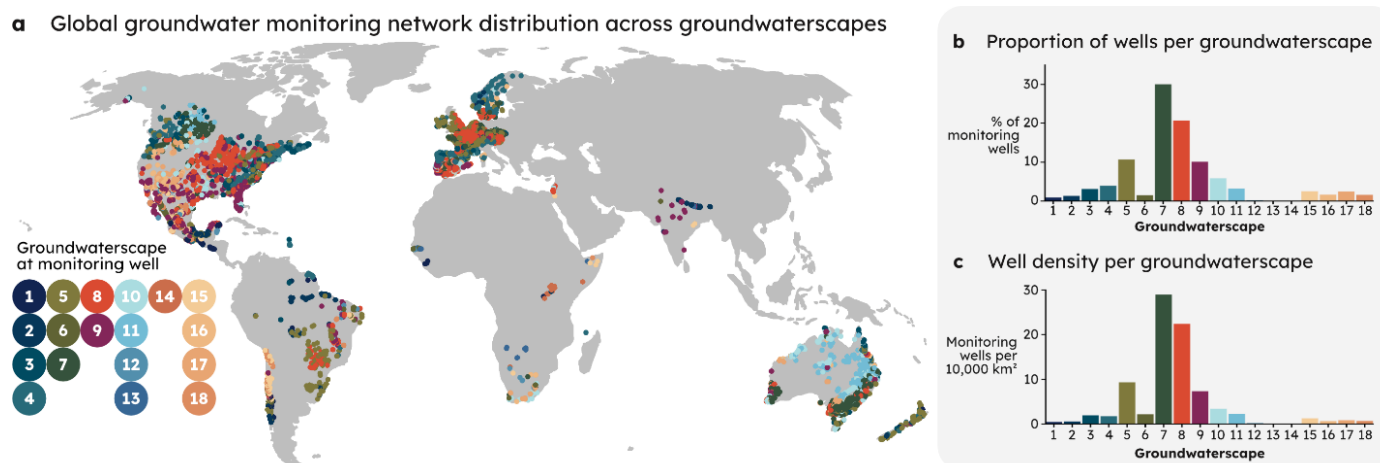 a Global groundwater monitoring network distribution across groundwaterscapes
Groundwaterscape
at monitoring well
1 5 8 10 14 15
2 6 9 11 16
3 7 12 17
4 13 18
b Proportion of wells per groundwaterscape
30
20
10
0
% of
monitoring
wells
1 2 3 4 5 6 7 8 9 10 11 12 13 14 15 16 17 18
Groundwaterscape
c Well density per groundwaterscape
30
20
10
0
Monitoring
wells per
10,000 km²
1 2 3 4 5 6 7 8 9 10 11 12 13 14 15 16 17 18
Groundwaterscape